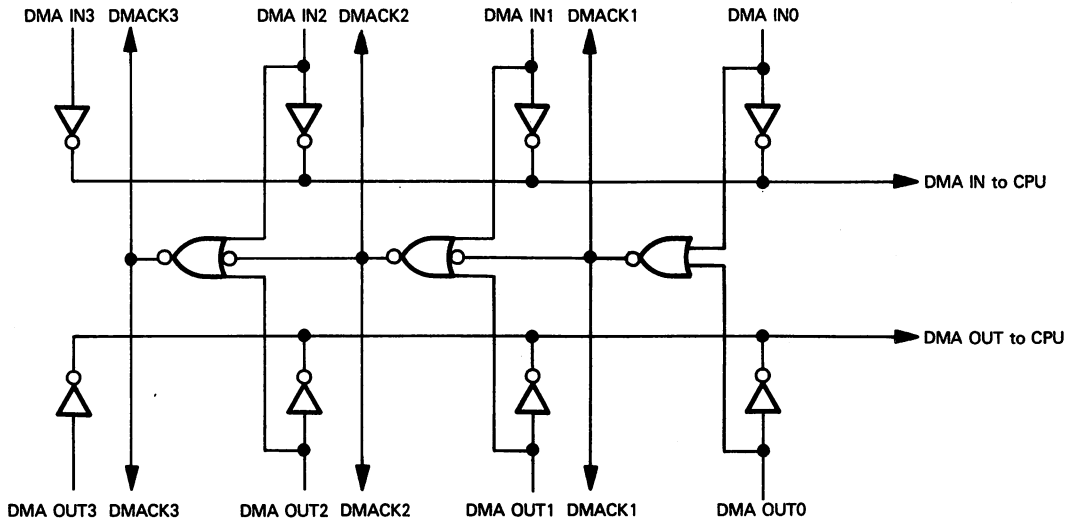 DMA IN3 DMACK3 DMA IN2 DMACK2 DMA IN1 DMACK1 DMA IN0
DMA IN to CPU
DMA OUT to CPU
DMA OUT3 DMACK3 DMA OUT2 DMACK2 DMA OUT1 DMACK1 DMA OUT0